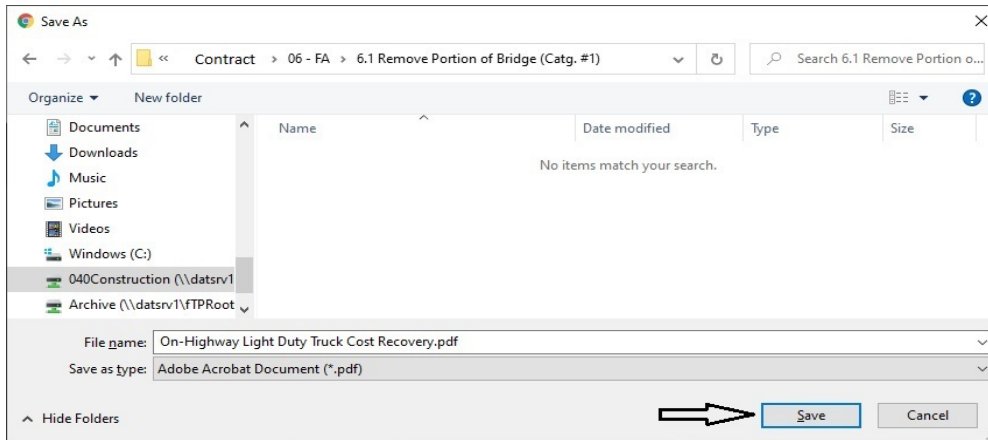 Save As
« Contract › 06 - FA › 6.1 Remove Portion of Bridge (Catg. #1)
Search 6.1 Remove Portion o...
Organize New folder
Name Date modified Type Size
No items match your search.
Documents
Downloads
Music
Pictures
Videos
Windows (C:)
040Construction (\\datsrv1
Archive (\\datsrv1\fTPRoot
File name: On-Highway Light Duty Truck Cost Recovery.pdf
Save as type: Adobe Acrobat Document (*.pdf)
Hide Folders Save Cancel